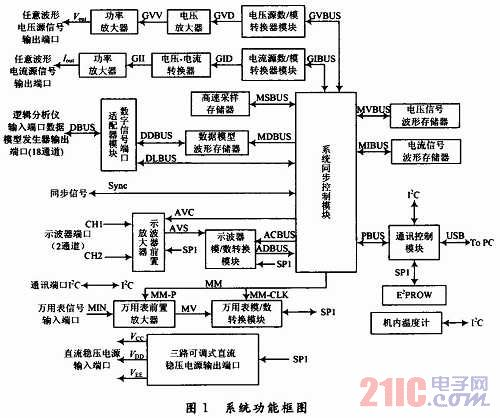 任意波形
电压源信号
输出端口
Vout
功率
放大器
GVV
电压
放大器
GVD
电压源数/模
转换器模块
GVBUS
任意波形
电流源信号
输出端口
Iout
功率
放大器
GII
电压-电流
转换器
GID
电流源数/模
转换器模块
GIBUS
高速采样
存储器
MSBUS
MVBUS
电压信号
波形存储器
逻辑分析仪
输入端口数据
模型发生器输出
端口(18通道)
DBUS
数字信号端口
适配器模块
DDBUS
数据模型
波形存储器
MDBUS
DLBUS
系统同步控制模块
MIBUS
电流信号
波形存储器
同步信号
Sync
I²C
示波器端口
(2通道)
CH1
CH2
示波器前置
放大器
AVC
AVS
SP1
示波器
模/数转换
模块
ACBUS
ADBUS
SP1
PBUS
通讯控制
模块
USB
To PC
SP1
E²PROW
通讯端口I²C
I²C
MM
MM-P
MM-CLK
万用表信号
输入端口
MIN
万用表前置
放大器
MV
万用表模/数
转换模块
SP1
机内温度计
I²C
直流稳压电源
输入端口
VCC
VDD
VEE
三路可调式直流
稳压电源输出端口
SP1
图1 系统功能框图
21IC电子网
.com